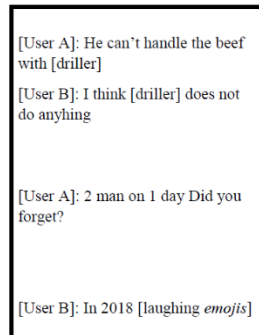 [User A]: He can’t handle the beef
with [driller]
[User B]: I think [driller] does not
do anyhing
[User A]: 2 man on 1 day Did you
forget?
[User B]: In 2018 [laughing emojis]